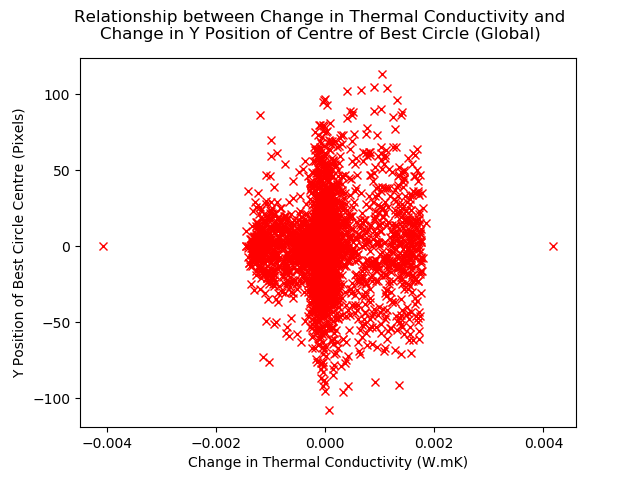 Relationship between Change in Thermal Conductivity and
Change in Y Position of Centre of Best Circle (Global)
Y Position of Best Circle Centre (Pixels)
100
50
0
−50
−100
−0.004 −0.002 0.000 0.002 0.004
Change in Thermal Conductivity (W.mK)